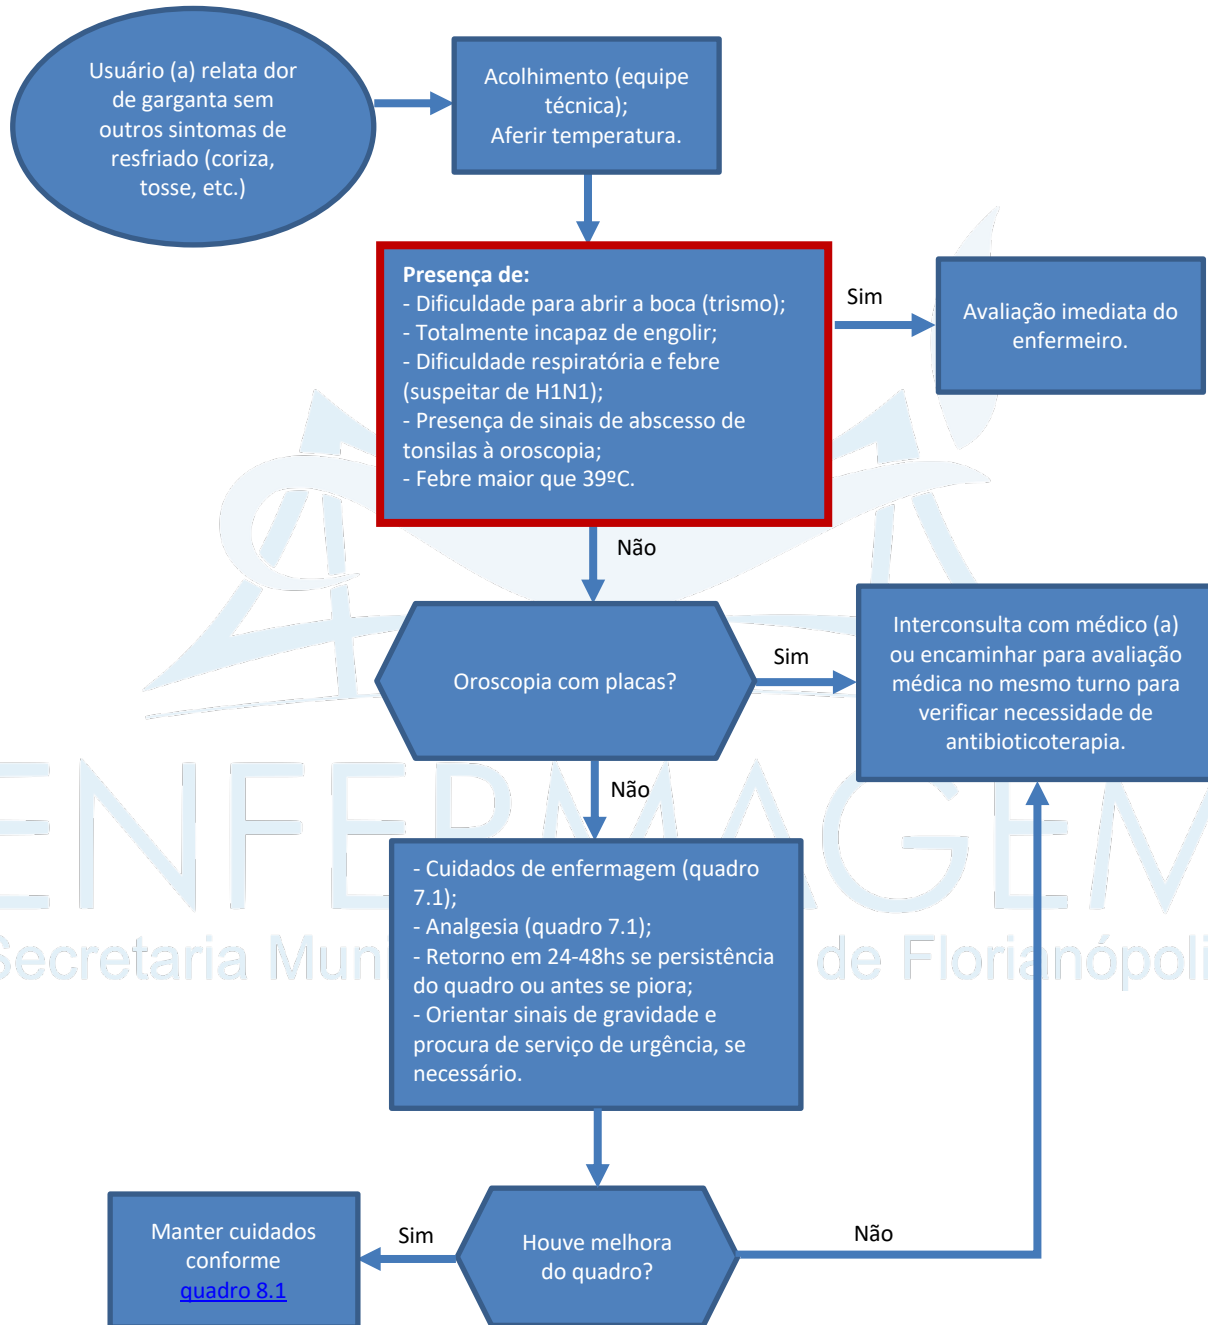 Usuário (a) relata dor
de garganta sem
outros sintomas de
resfriado (coriza,
tosse, etc.)
Acolhimento (equipe
técnica);
Aferir temperatura.
Presença de:
- Dificuldade para abrir a boca (trismo);
- Totalmente incapaz de engolir;
- Dificuldade respiratória e febre
(suspeitar de H1N1);
- Presença de sinais de abscesso de
tonsilas à oroscopia;
- Febre maior que 39ºC.
Sim
Avaliação imediata do
enfermeiro.
Não
Oroscopia com placas?
Sim
Interconsulta com médico (a)
ou encaminhar para avaliação
médica no mesmo turno para
verificar necessidade de
antibioticoterapia.
Não
- Cuidados de enfermagem (quadro
7.1);
- Analgesia (quadro 7.1);
- Retorno em 24-48hs se persistência
do quadro ou antes se piora;
- Orientar sinais de gravidade e
procura de serviço de urgência, se
necessário.
ENFERMAGEM
Secretaria Muni de Florianópoli
Houve melhora
do quadro?
Sim
Manter cuidados
conforme
quadro 8.1
Não